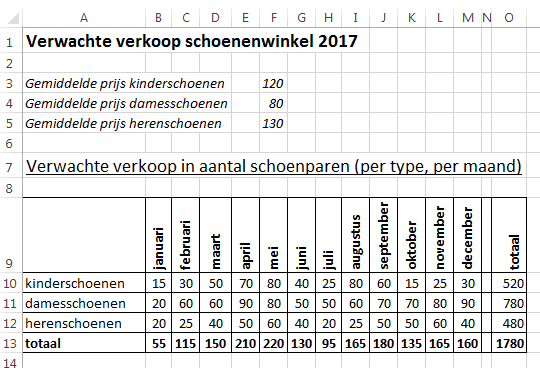 A B C D E F G H I J K L M N O
1 Verwachte verkoop schoenenwinkel 2017
2
3 Gemiddelde prijs kinderschoenen 120
4 Gemiddelde prijs damesschoenen 80
5 Gemiddelde prijs herenschoenen 130
6
7 Verwachte verkoop in aantal schoenparen (per type, per maand)
8
9 januari februari maart april mei juni juli augustus september oktober november december totaal
10 kinderschoenen 15 30 50 70 80 40 25 80 60 15 25 30 520
11 damesschoenen 20 60 60 90 80 50 50 60 70 70 80 90 780
12 herenschoenen 20 25 40 50 60 40 20 25 50 50 60 40 480
13 totaal 55 115 150 210 220 130 95 165 180 135 165 160 1780
14